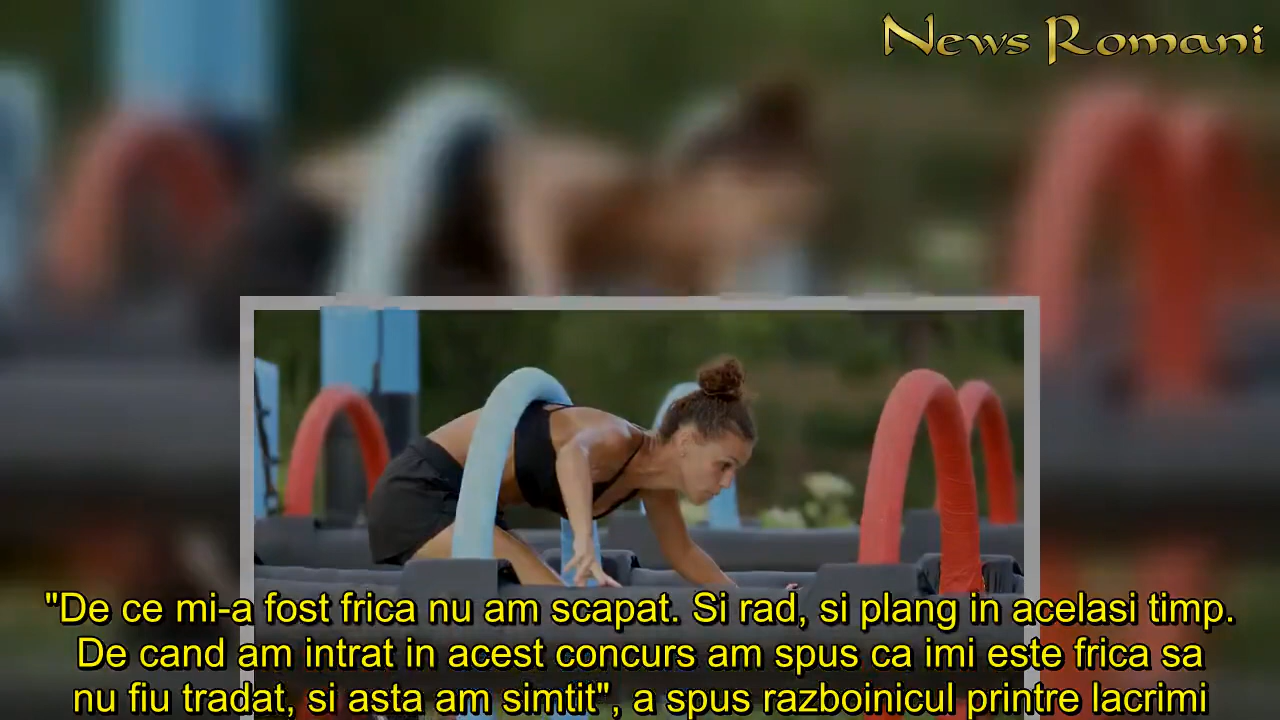 News Romani
"De ce mi-a fost frica nu am scapat. Si rad, si plang in acelasi timp.
De cand am intrat in acest concurs am spus ca imi este frica sa
nu fiu tradat, si asta am simtit", a spus razboinicul printre lacrimi